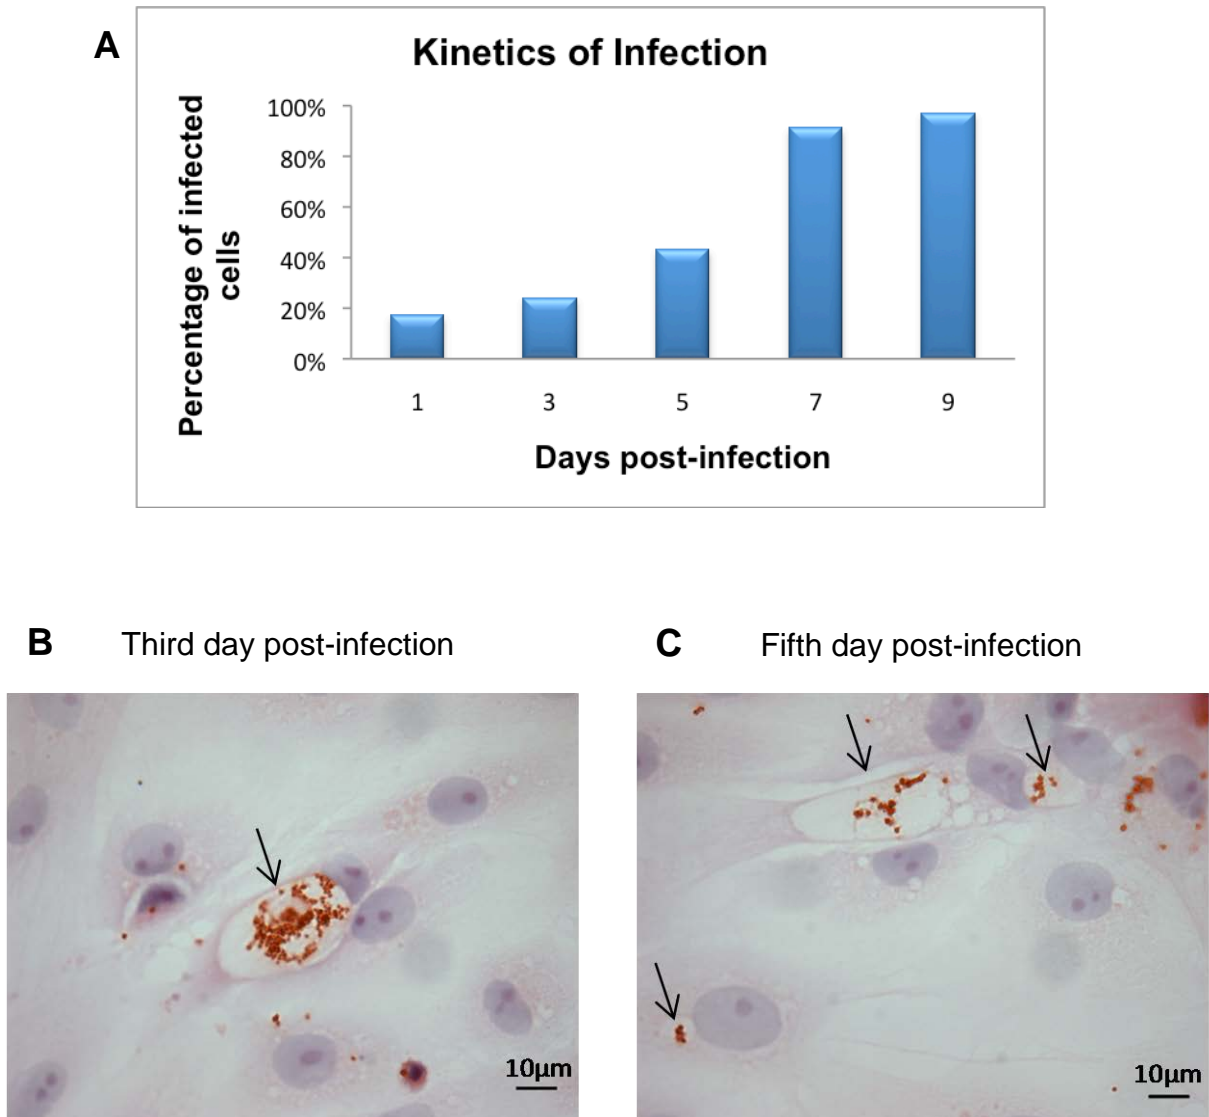 A
Kinetics of Infection
Percentage of infected
cells
100%
80%
60%
40%
20%
0%
1 3 5 7 9
Days post-infection
B Third day post-infection
C Fifth day post-infection
10µm
10µm